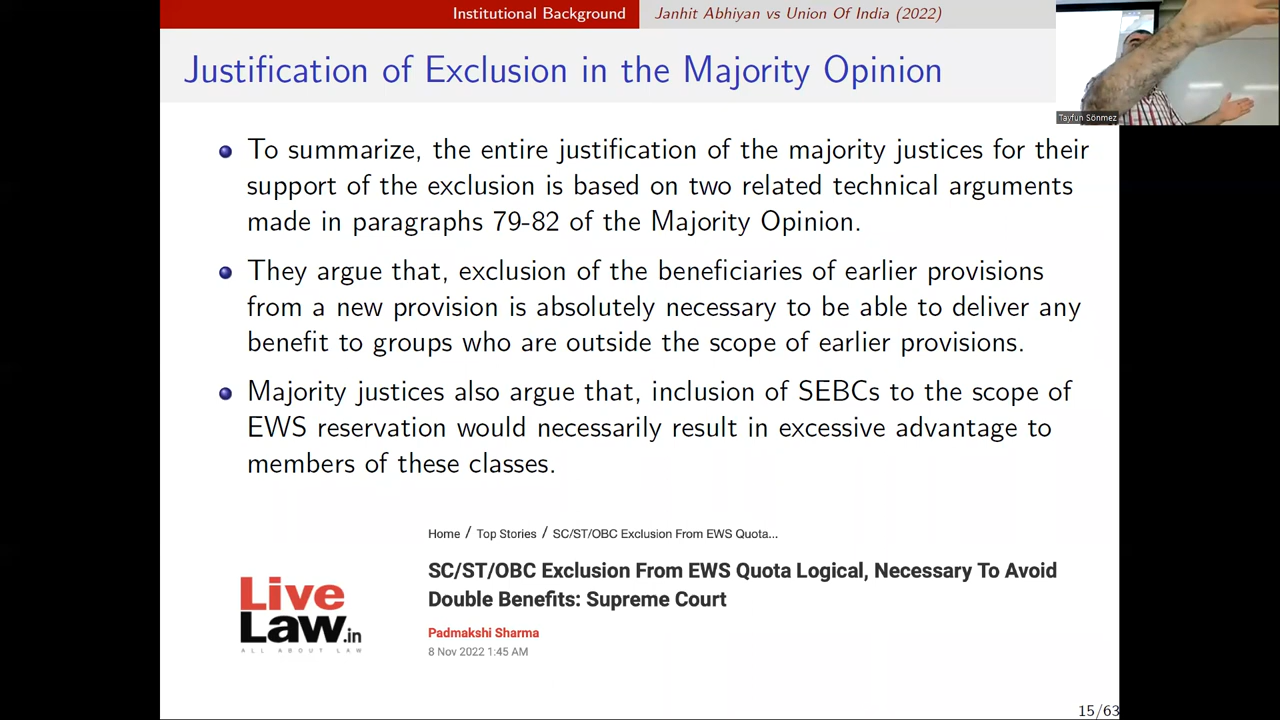 Institutional Background
Janhit Abhiyan vs Union Of India (2022)
Justification of Exclusion in the Majority Opinion
Tayfun Sönmez
To summarize, the entire justification of the majority justices for their
support of the exclusion is based on two related technical arguments
made in paragraphs 79-82 of the Majority Opinion.
They argue that, exclusion of the beneficiaries of earlier provisions
from a new provision is absolutely necessary to be able to deliver any
benefit to groups who are outside the scope of earlier provisions.
Majority justices also argue that, inclusion of SEBCs to the scope of
EWS reservation would necessarily result in excessive advantage to
members of these classes.
Home / Top Stories / SC/ST/OBC Exclusion From EWS Quota...
SC/ST/OBC Exclusion From EWS Quota Logical, Necessary To Avoid
Double Benefits: Supreme Court
Padmakshi Sharma
8 Nov 2022 1:45 AM
Live
Law.in
ALL ABOUT LAW
15/63